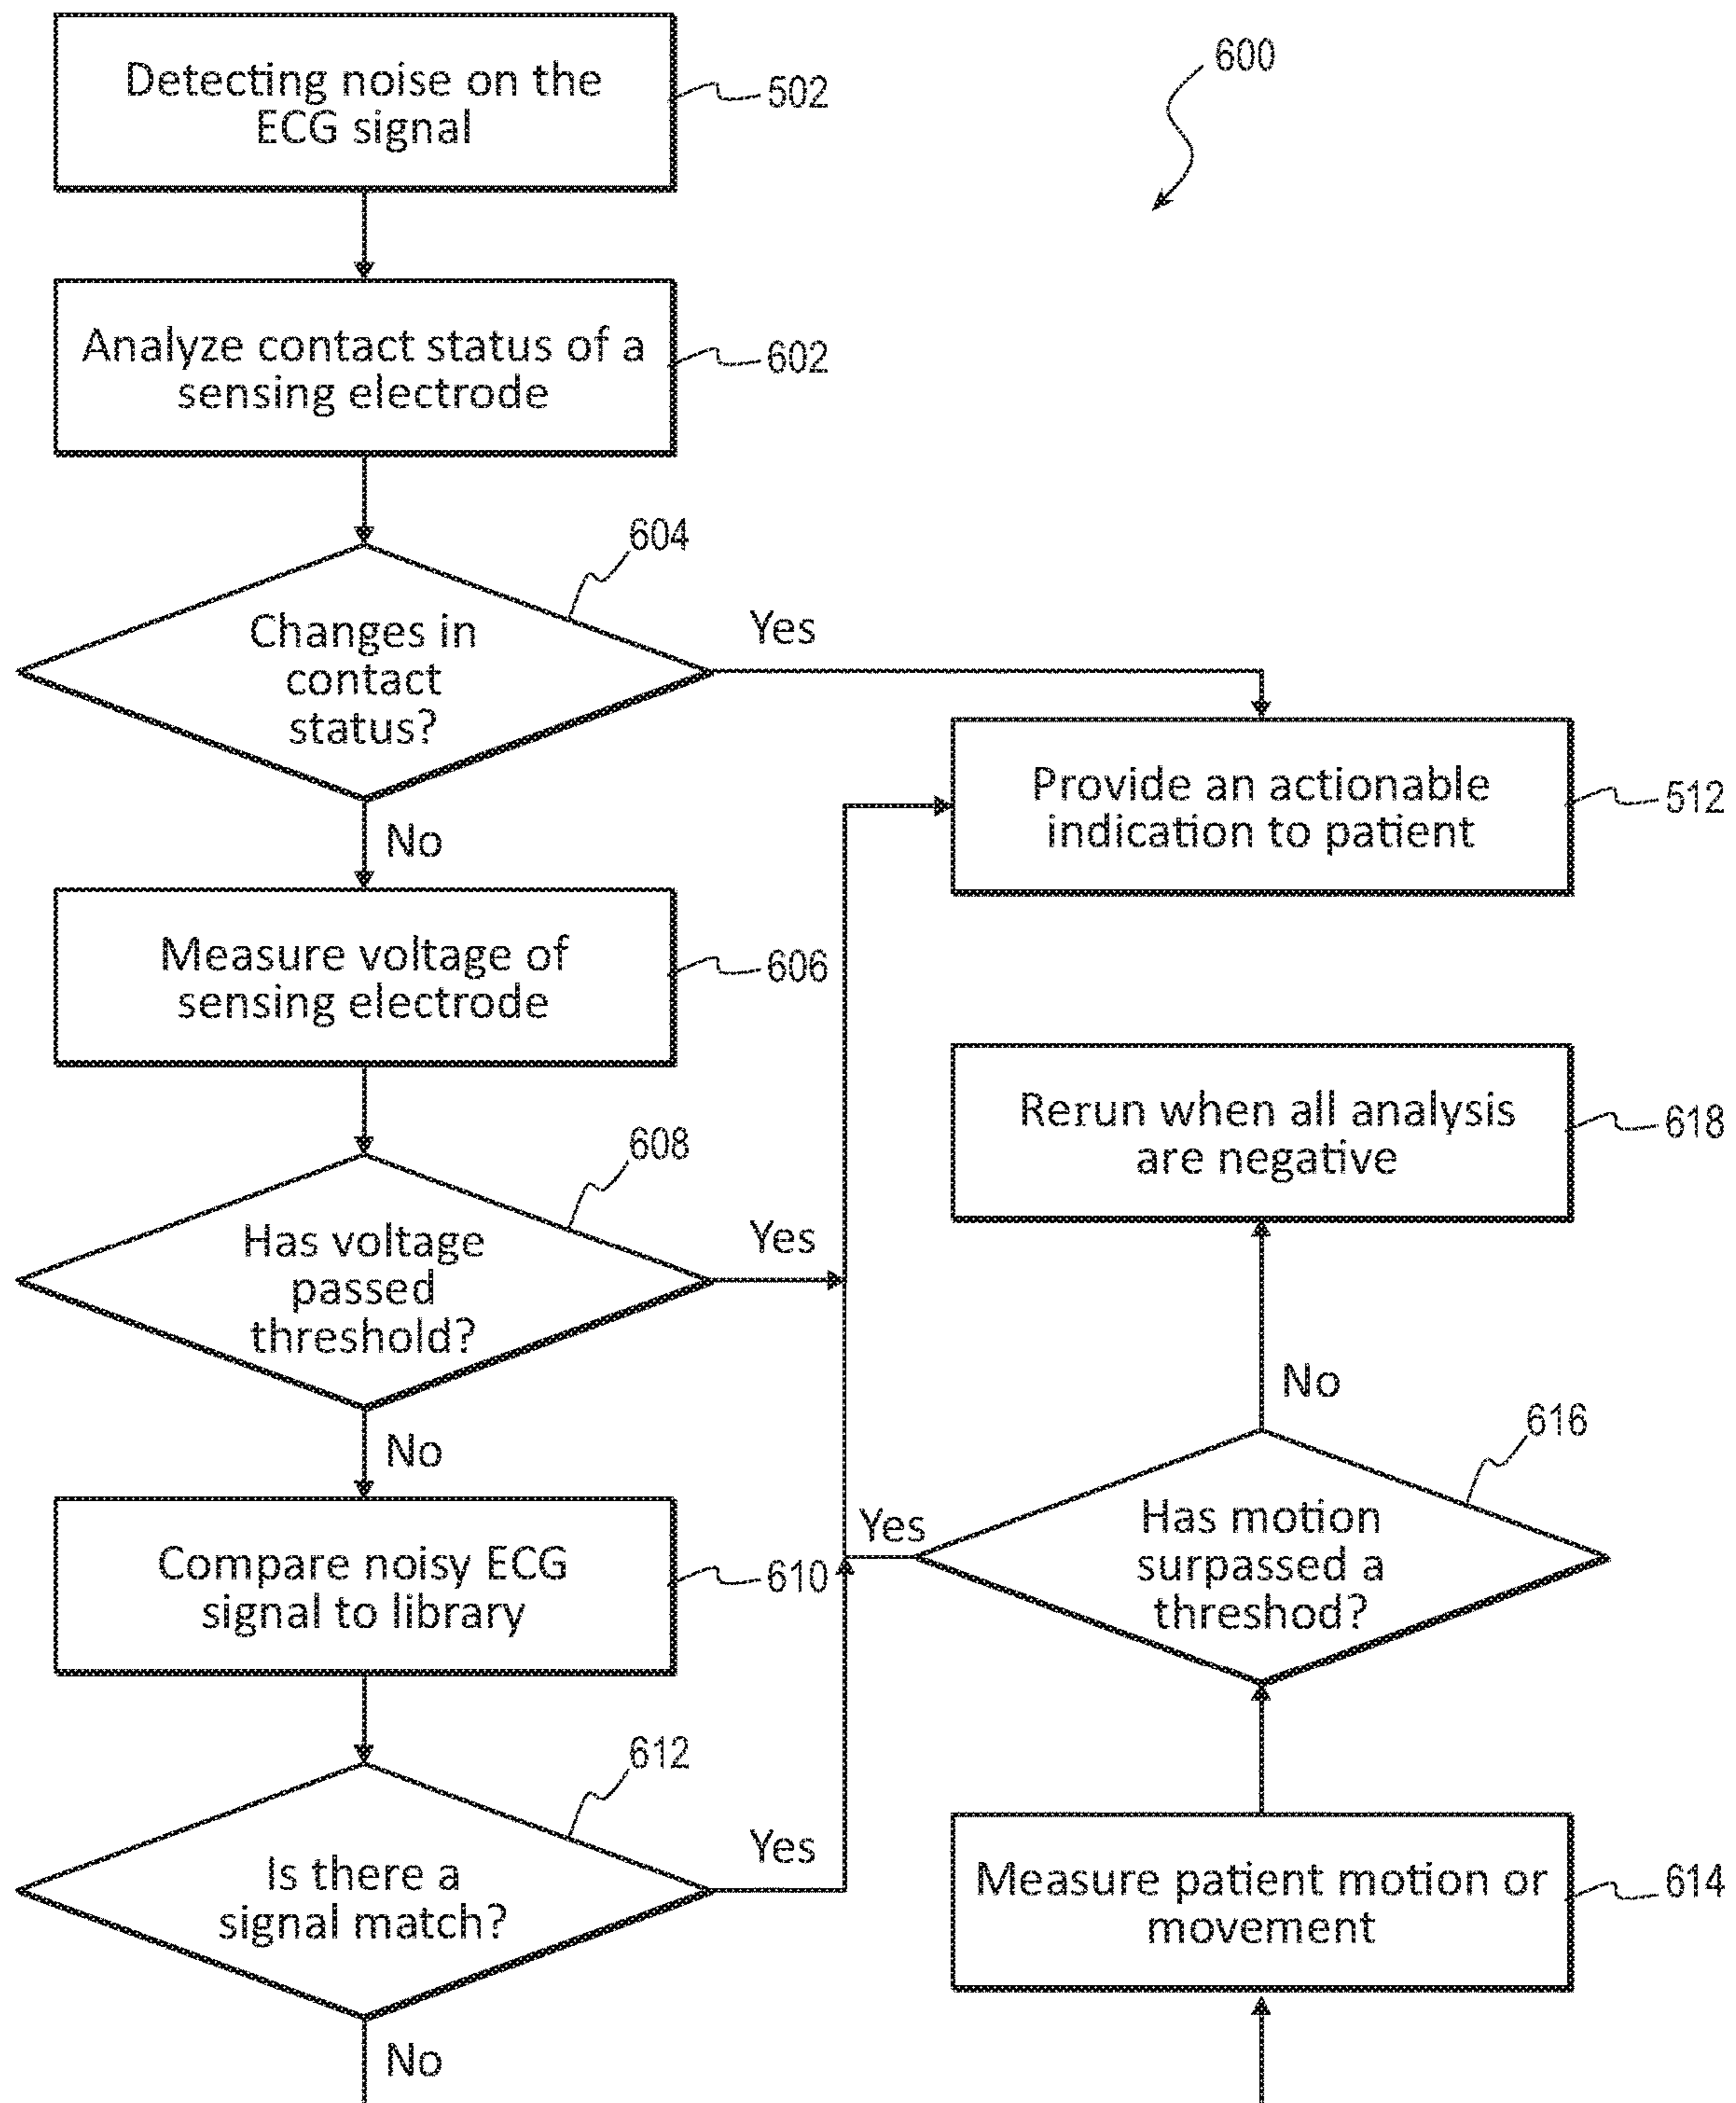 Detecting noise on the
ECG signal
502
600
Analyze contact status of a
sensing electrode
602
604
Changes in
contact
status?
Yes
No
Provide an actionable
indication to patient
512
Measure voltage of
sensing electrode
606
608
Has voltage
passed
threshold?
Yes
No
Rerun when all analysis
are negative
618
No
616
Has motion
surpassed a
threshod?
Yes
Compare noisy ECG
signal to library
610
612
Is there a
signal match?
Yes
No
Measure patient motion or
movement
614